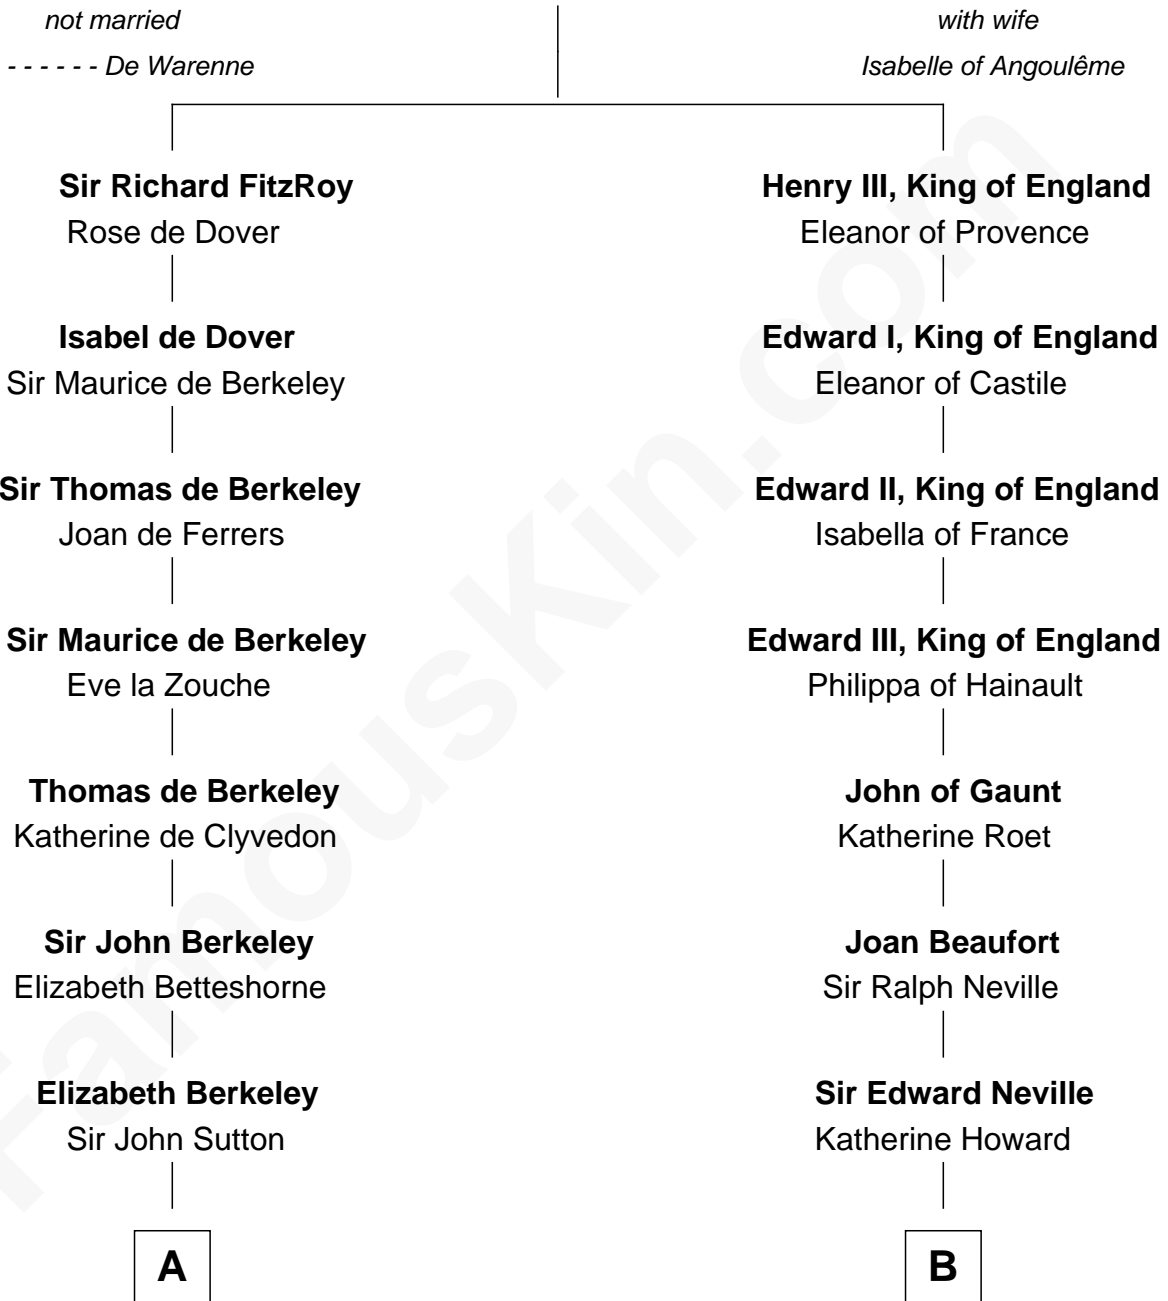 not married
- - - - - - De Warenne
with wife
Isabelle of Angoulême
Sir Richard FitzRoy
Rose de Dover
Henry III, King of England
Eleanor of Provence
Isabel de Dover
Sir Maurice de Berkeley
Edward I, King of England
Eleanor of Castile
Sir Thomas de Berkeley
Joan de Ferrers
Edward II, King of England
Isabella of France
Sir Maurice de Berkeley
Eve la Zouche
Edward III, King of England
Philippa of Hainault
Thomas de Berkeley
Katherine de Clyvedon
John of Gaunt
Katherine Roet
Sir John Berkeley
Elizabeth Betteshorne
Joan Beaufort
Sir Ralph Neville
Elizabeth Berkeley
Sir John Sutton
Sir Edward Neville
Katherine Howard
A
B
FamousKin.com